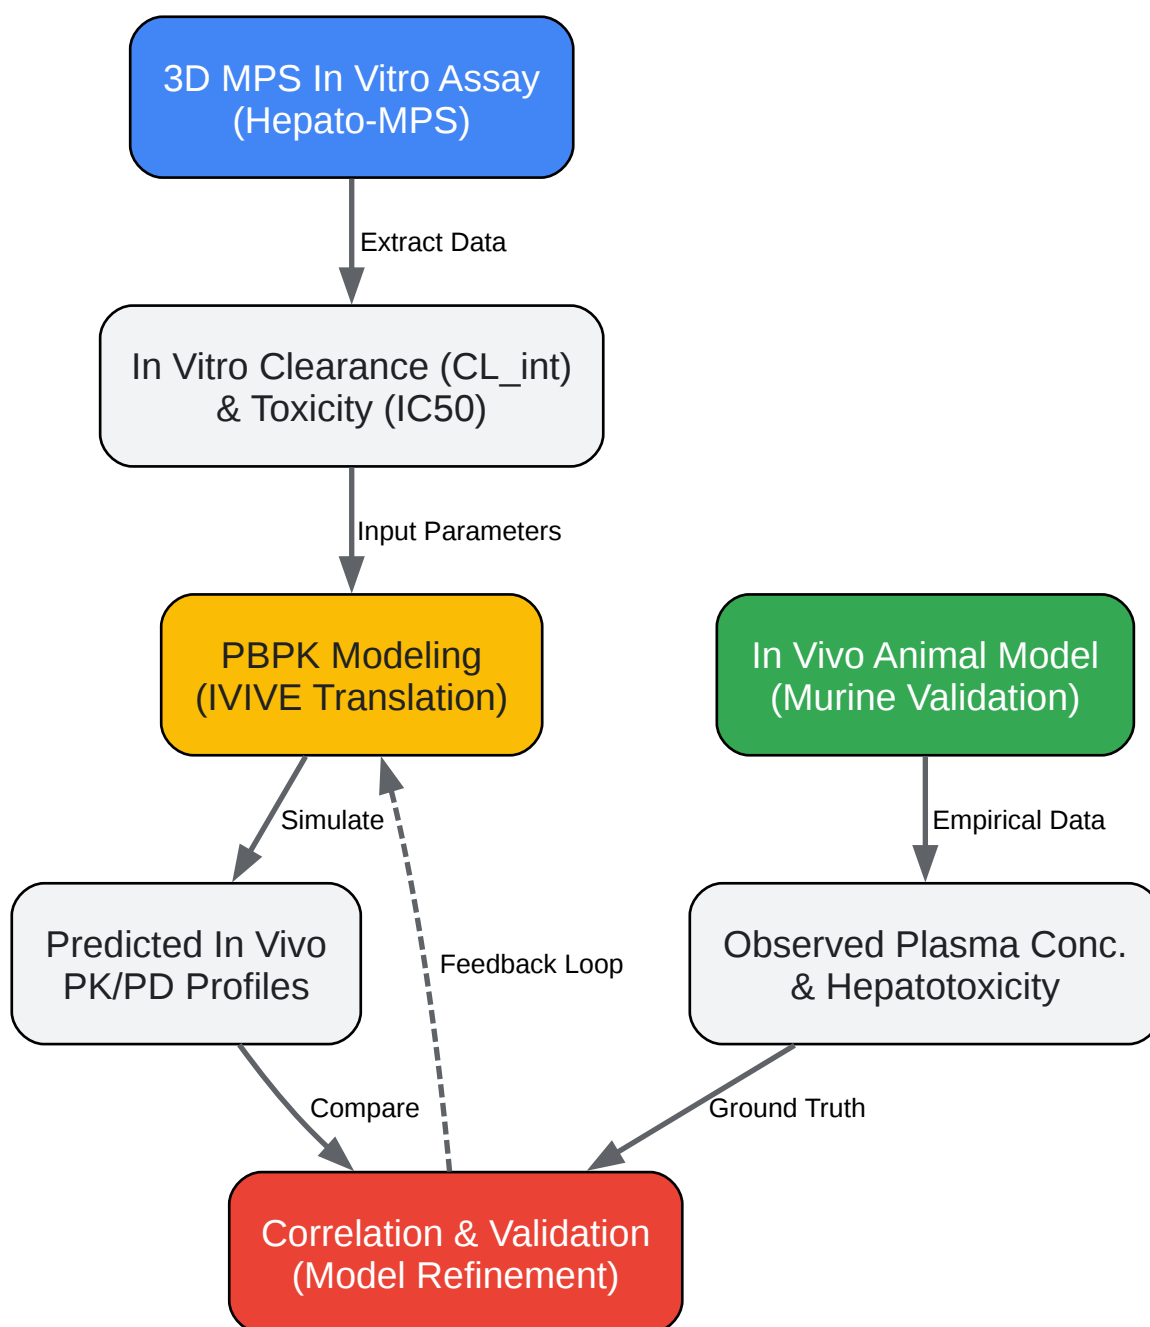 3D MPS In Vitro Assay
(Hepato-MPS)
Extract Data
In Vitro Clearance (CL_int)
& Toxicity (IC50)
Input Parameters
PBPK Modeling
(IVIVE Translation)
In Vivo Animal Model
(Murine Validation)
Simulate
Empirical Data
Predicted In Vivo
PK/PD Profiles
Feedback Loop
Observed Plasma Conc.
& Hepatotoxicity
Compare
Ground Truth
Correlation & Validation
(Model Refinement)